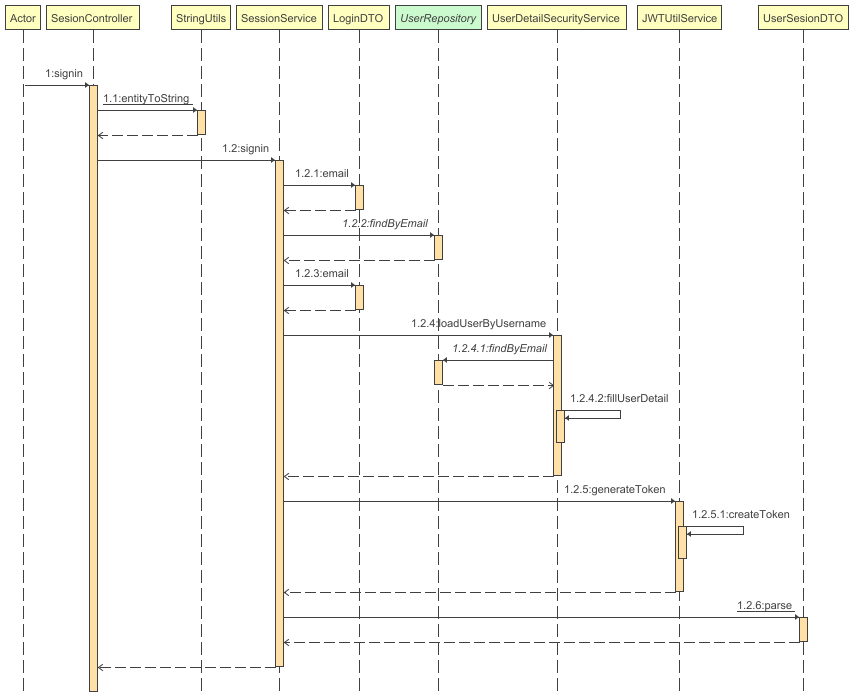 Actor
SesionController
StringUtils
SessionService
LoginDTO
UserRepository
UserDetailSecurityService
JWTUtilService
UserSesionDTO
1:signin
1.1:entityToString
1.2:signin
1.2.1:email
1.2.2:findByEmail
1.2.3:email
1.2.4:loadUserByUsername
1.2.4.1:findByEmail
1.2.4.2:fillUserDetail
1.2.5:generateToken
1.2.5.1:createToken
1.2.6:parse